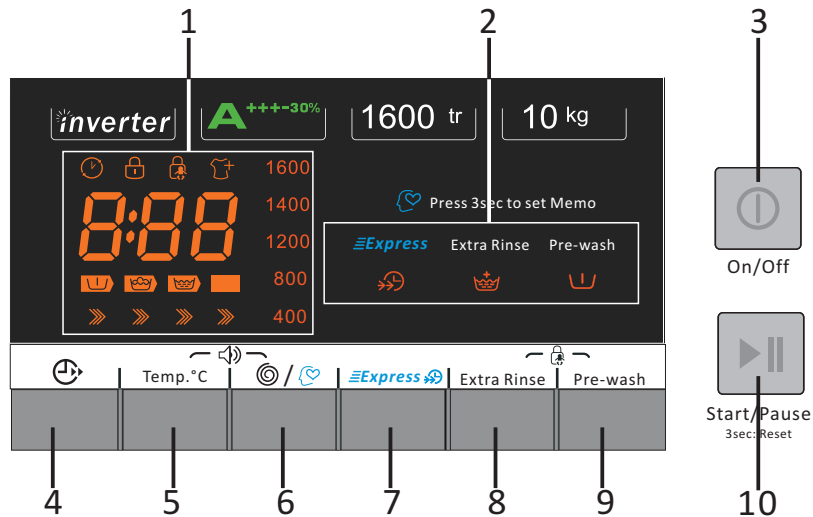 1 2 3
inverter A+++-30% 1600 tr 10 kg
1600
8:88 1400
Press 3sec to set Memo
1200
Express Extra Rinse Pre-wash
800
400
On/Off
Temp.°C / Express Extra Rinse Pre-wash
Start/Pause
3sec:Reset
4 5 6 7 8 9 10